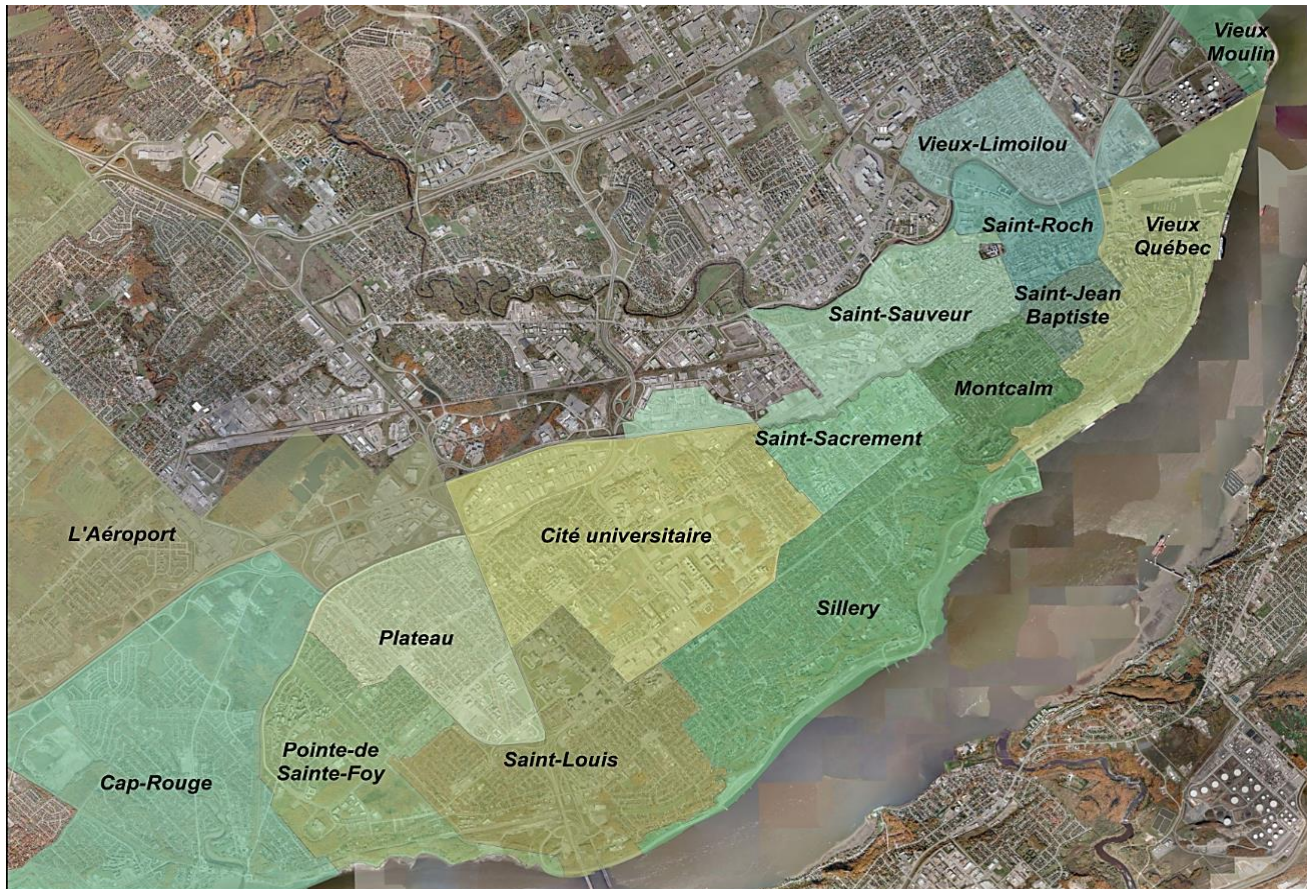 Vieux
Moulin
Vieux-Limoilou
Saint-Roch
Vieux
Québec
Saint-Jean
Baptiste
Saint-Sauveur
Montcalm
Saint-Sacrement
L'Aéroport
Cité universitaire
Sillery
Plateau
Pointe-de
Sainte-Foy
Saint-Louis
Cap-Rouge